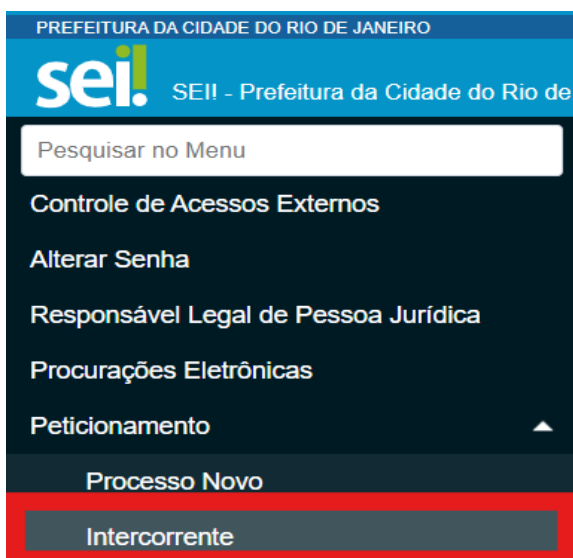 PREFEITURA DA CIDADE DO RIO DE JANEIRO
sei! SEI! - Prefeitura da Cidade do Rio de
Pesquisar no Menu
Controle de Acessos Externos
Alterar Senha
Responsável Legal de Pessoa Jurídica
Procurações Eletrônicas
Peticionamento
Processo Novo
Intercorrente